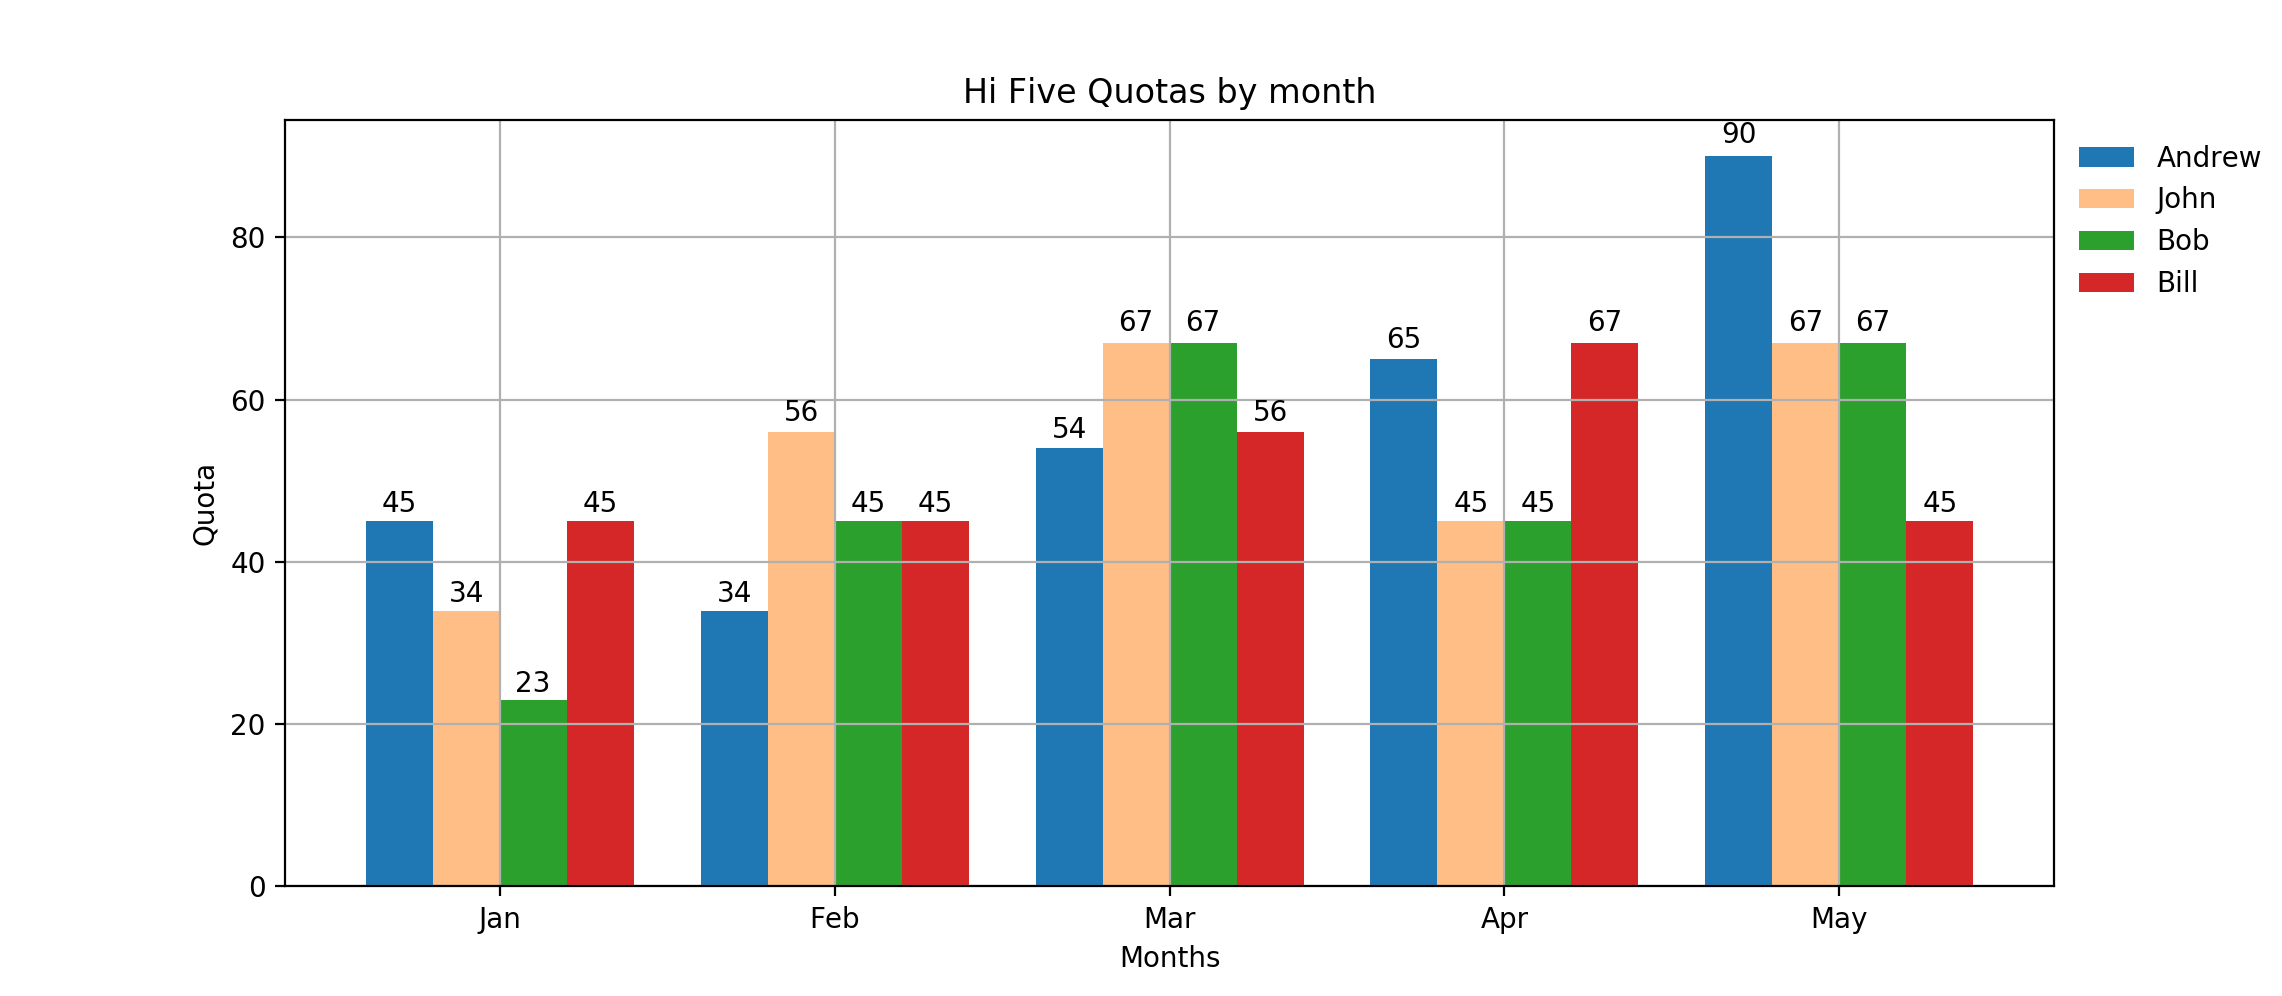 Hi Five Quotas by month
90
Andrew
John
Bob
Bill
80
67 67 65 67 67 67
60
56 54 56
Quota
45 45 45 45 45 45 45
40
34 34
23
20
0
Jan Feb Mar Apr May
Months